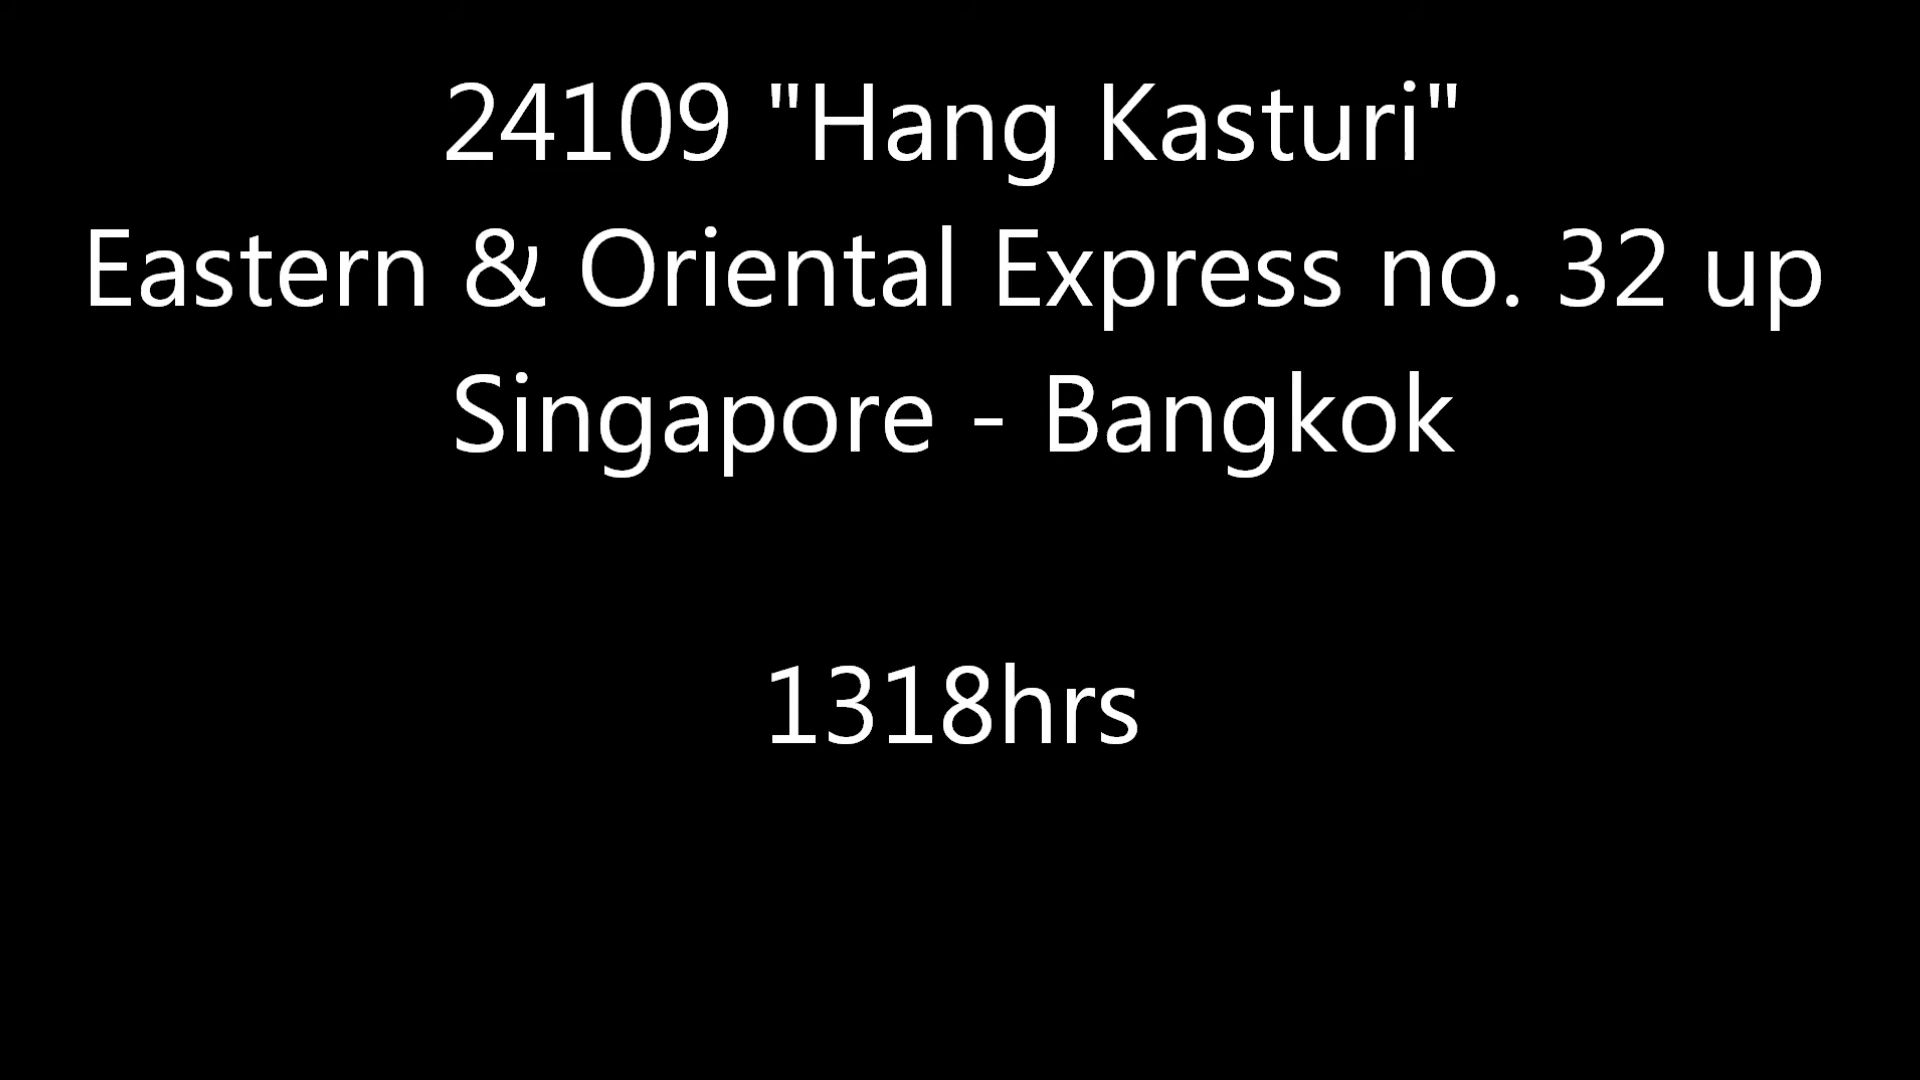 24109 "Hang Kasturi"
Eastern & Oriental Express no. 32 up
Singapore - Bangkok
1318hrs